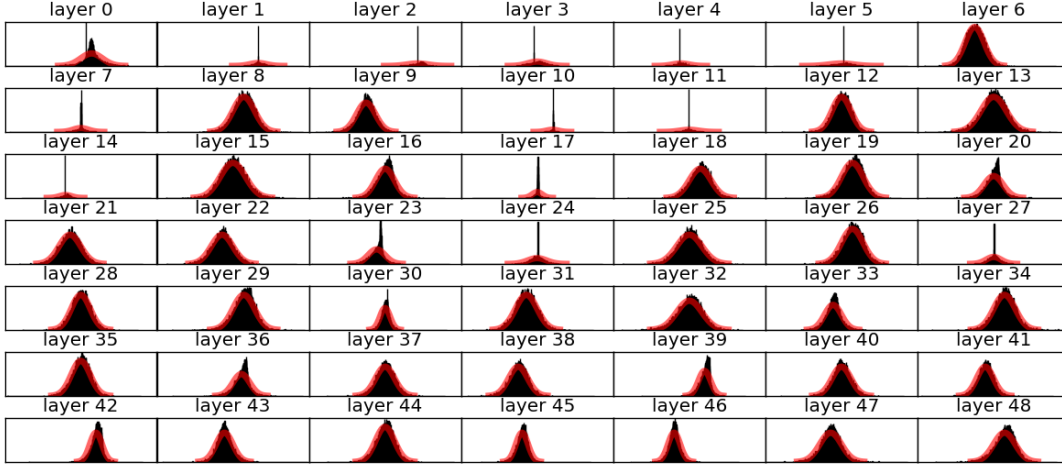 layer 0 layer 1 layer 2 layer 3 layer 4 layer 5 layer 6
layer 7 layer 8 layer 9 layer 10 layer 11 layer 12 layer 13
layer 14 layer 15 layer 16 layer 17 layer 18 layer 19 layer 20
layer 21 layer 22 layer 23 layer 24 layer 25 layer 26 layer 27
layer 28 layer 29 layer 30 layer 31 layer 32 layer 33 layer 34
layer 35 layer 36 layer 37 layer 38 layer 39 layer 40 layer 41
layer 42 layer 43 layer 44 layer 45 layer 46 layer 47 layer 48